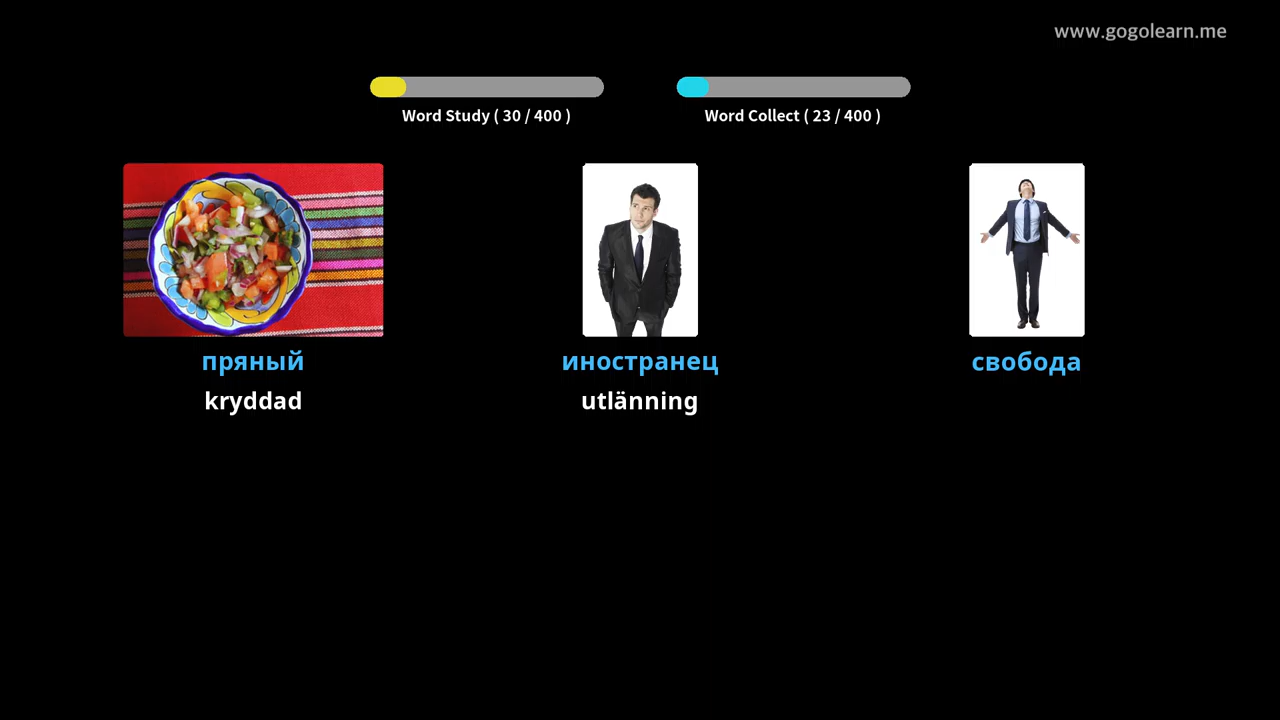 www.gogolearn.me
Word Study ( 30 / 400 )
Word Collect ( 23 / 400 )
пряный
иностранец
свобода
kryddad
utlänning